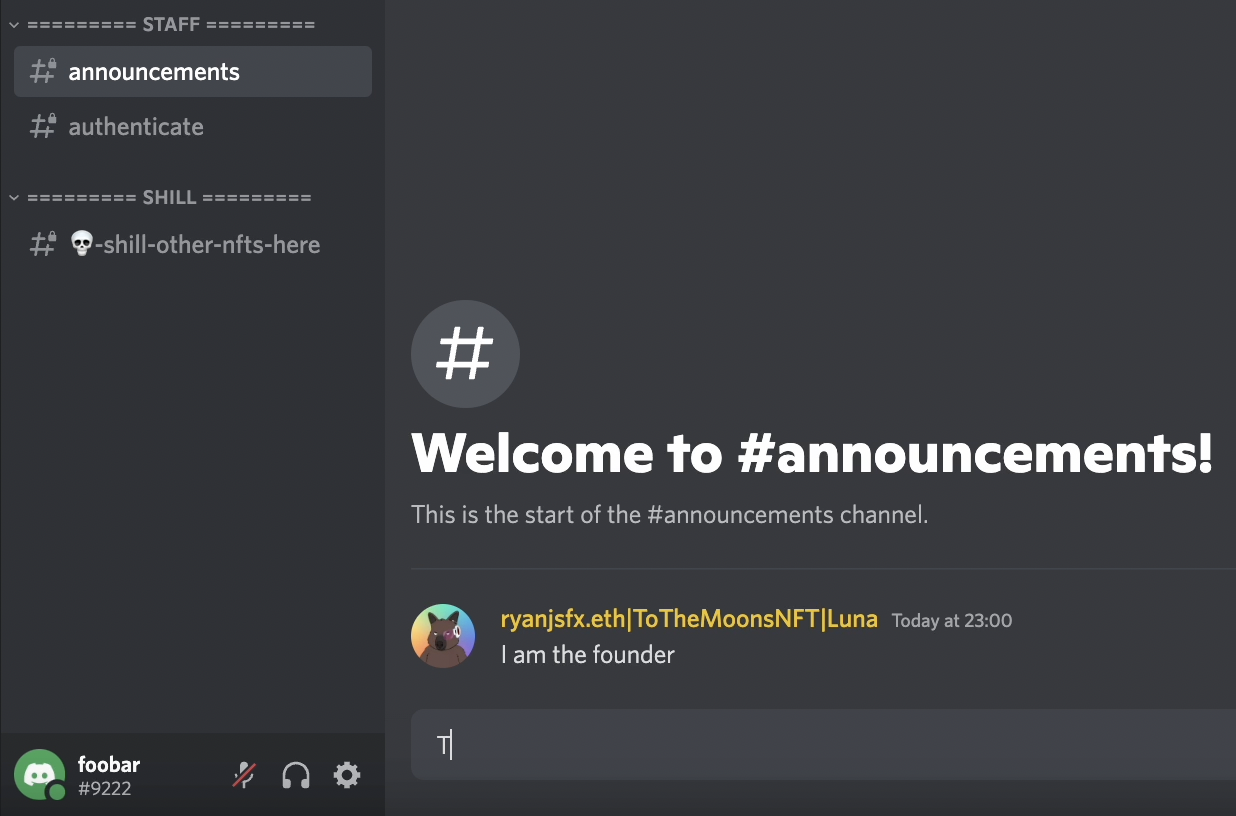 ========= STAFF =========
announcements
authenticate
========= SHILL =========
💀-shill-other-nfts-here
foobar
#9222
#
Welcome to #announcements!
This is the start of the #announcements channel.
ryanjsfx.eth|ToTheMoonsNFT|Luna Today at 23:00
I am the founder
T